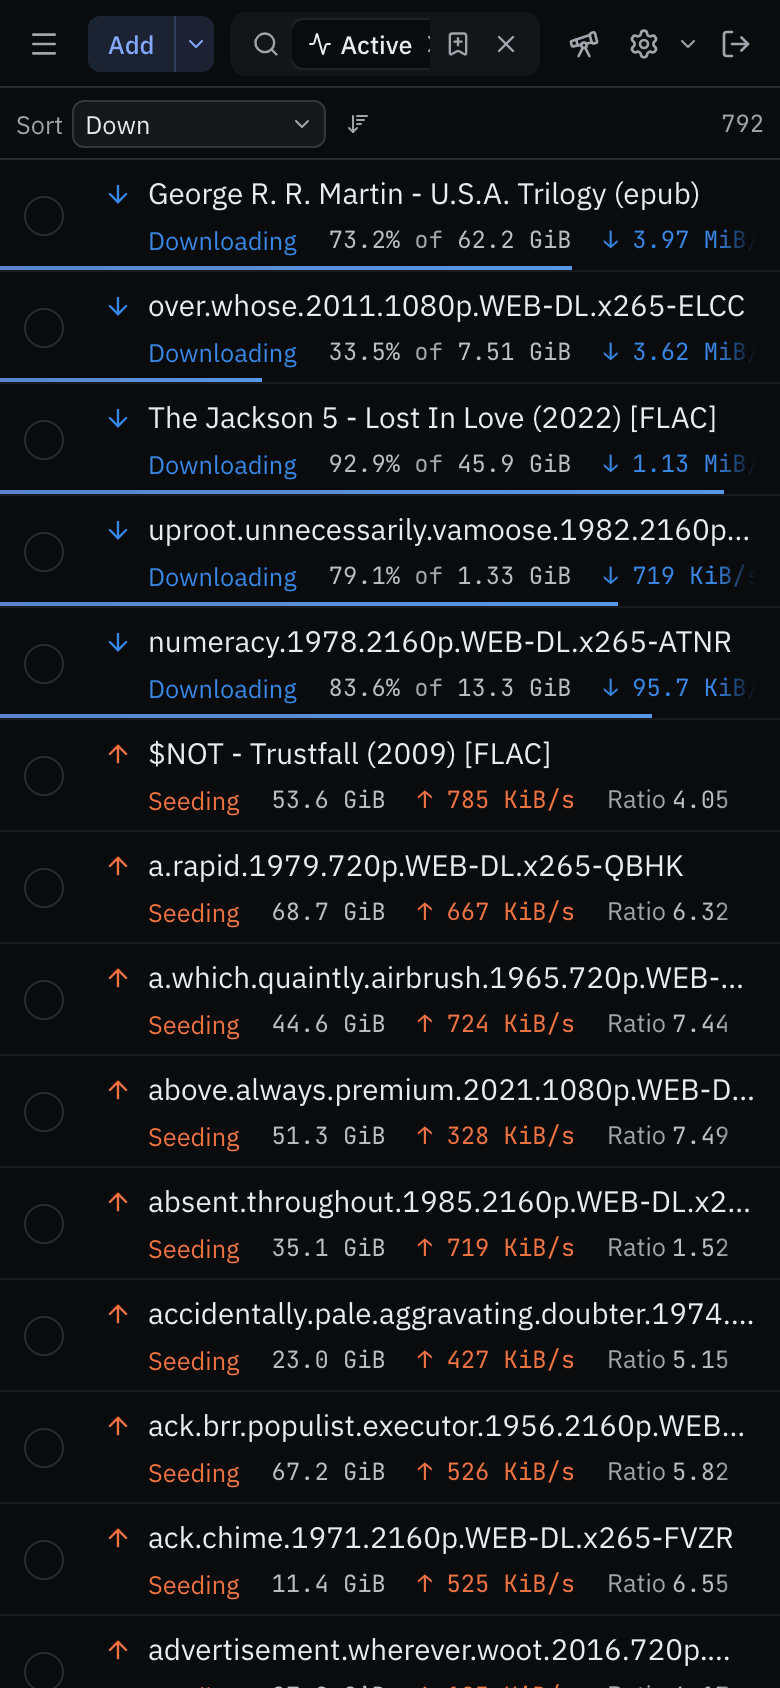 Add Active
Sort Down 792
George R. R. Martin - U.S.A. Trilogy (epub)
Downloading 73.2% of 62.2 GiB ↓ 3.97 MiB/
over.whose.2011.1080p.WEB-DL.x265-ELCC
Downloading 33.5% of 7.51 GiB ↓ 3.62 MiB/
The Jackson 5 - Lost In Love (2022) [FLAC]
Downloading 92.9% of 45.9 GiB ↓ 1.13 MiB/
uproot.unnecessarily.vamoose.1982.2160p...
Downloading 79.1% of 1.33 GiB ↓ 719 KiB/s
numeracy.1978.2160p.WEB-DL.x265-ATNR
Downloading 83.6% of 13.3 GiB ↓ 95.7 KiB/
$NOT - Trustfall (2009) [FLAC]
Seeding 53.6 GiB ↑ 785 KiB/s Ratio 4.05
a.rapid.1979.720p.WEB-DL.x265-QBHK
Seeding 68.7 GiB ↑ 667 KiB/s Ratio 6.32
a.which.quaintly.airbrush.1965.720p.WEB-...
Seeding 44.6 GiB ↑ 724 KiB/s Ratio 7.44
above.always.premium.2021.1080p.WEB-D...
Seeding 51.3 GiB ↑ 328 KiB/s Ratio 7.49
absent.throughout.1985.2160p.WEB-DL.x2...
Seeding 35.1 GiB ↑ 719 KiB/s Ratio 1.52
accidentally.pale.aggravating.doubter.1974....
Seeding 23.0 GiB ↑ 427 KiB/s Ratio 5.15
ack.brr.populist.executor.1956.2160p.WEB...
Seeding 67.2 GiB ↑ 526 KiB/s Ratio 5.82
ack.chime.1971.2160p.WEB-DL.x265-FVZR
Seeding 11.4 GiB ↑ 525 KiB/s Ratio 6.55
advertisement.wherever.woot.2016.720p....